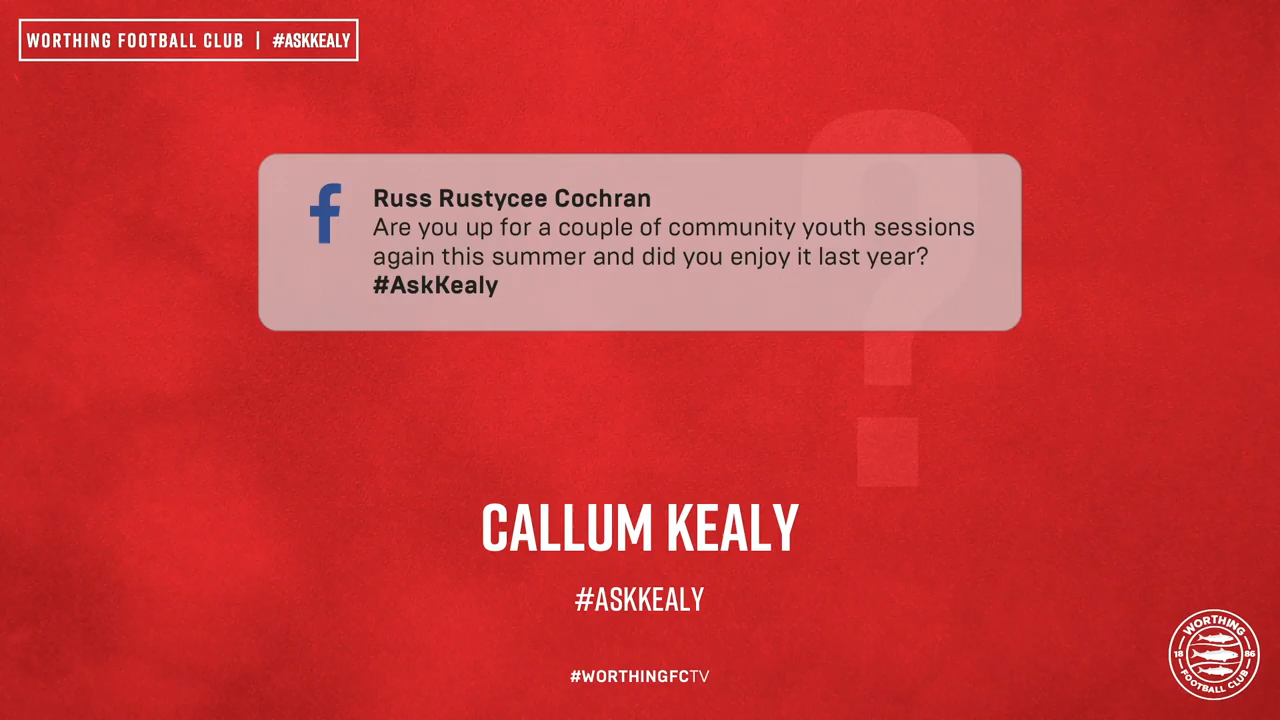 WORTHING FOOTBALL CLUB | #ASKKEALY
Russ Rustycee Cochran
Are you up for a couple of community youth sessions
again this summer and did you enjoy it last year?
#AskKealy
CALLUM KEALY
#ASKKEALY
#WORTHINGFCTV
WORTHING
18 86
FOOTBALL CLUB